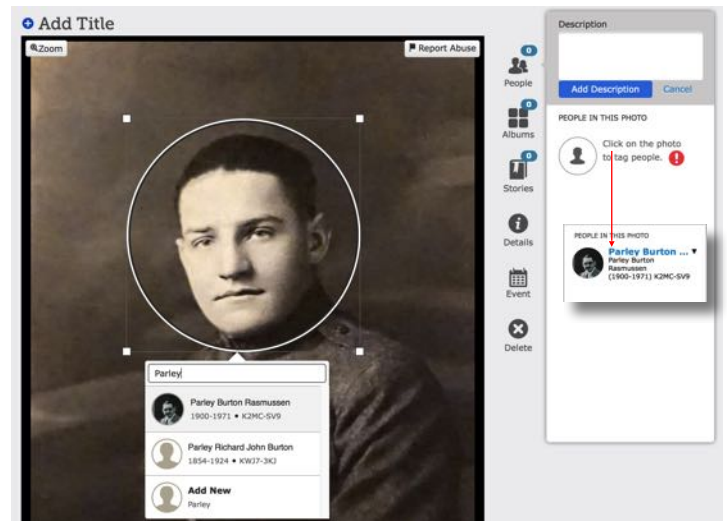 Add Title
Zoom
Report Abuse
Parley
Parley Burton Rasmussen
1900-1971 • K2MC-SV9
Parley Richard John Burton
1854-1924 • KWJ7-3KJ
Add New
Parley
0
People
0
Albums
0
Stories
Details
Event
Delete
Description
Add Description Cancel
PEOPLE IN THIS PHOTO
Click on the photo
to tag people.
PEOPLE IN THIS PHOTO
Parley Burton ...
Parley Burton
Rasmussen
(1900-1971) K2MC-SV9